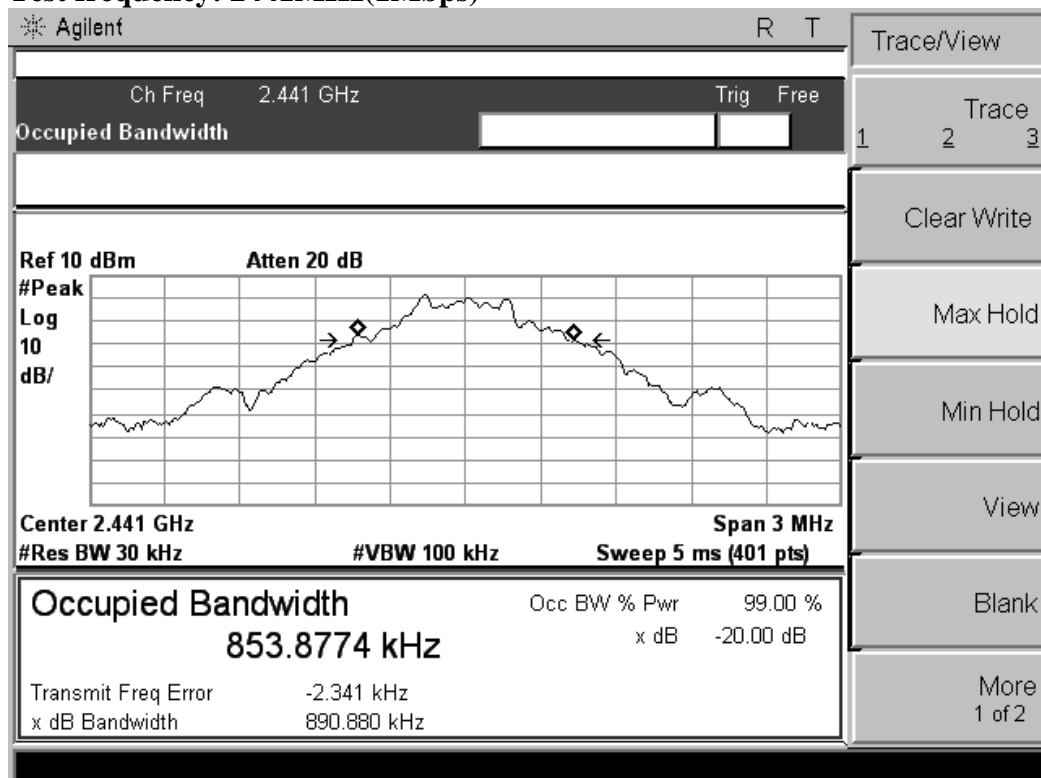 Agilent R T
Trace/View
Ch Freq 2.441 GHz Trig Free
Occupied Bandwidth
Trace
1 2 3
Clear Write
Ref 10 dBm Atten 20 dB
#Peak
Log
10
dB/
Max Hold
Min Hold
View
Center 2.441 GHz Span 3 MHz
#Res BW 30 kHz #VBW 100 kHz Sweep 5 ms (401 pts)
Occupied Bandwidth Occ BW % Pwr 99.00 %
853.8774 kHz x dB -20.00 dB
Blank
Transmit Freq Error -2.341 kHz
x dB Bandwidth 890.880 kHz
More
1 of 2